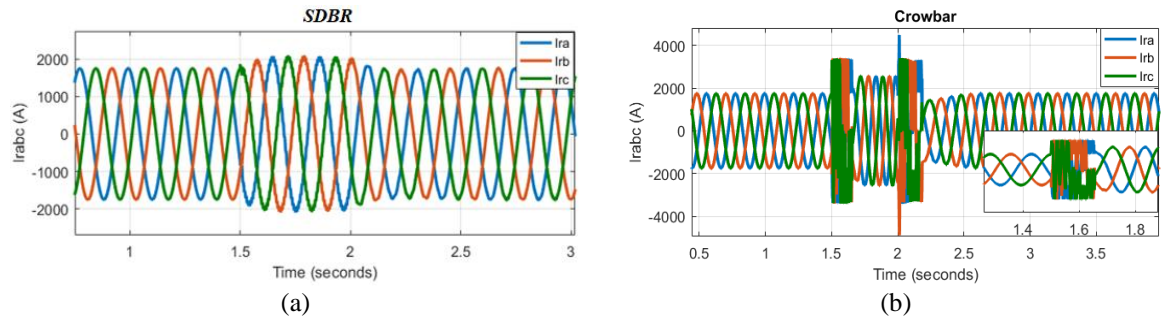 SDBR
Irabc (A)
2000
1000
0
-1000
-2000
Ira
Irb
Irc
1
1.5
2
2.5
3
Time (seconds)
(a)
Crowbar
Irabc (A)
4000
2000
0
-2000
-4000
Ira
Irb
Irc
1.4
1.6
1.8
0.5
1
1.5
2
2.5
3
3.5
Time (seconds)
(b)